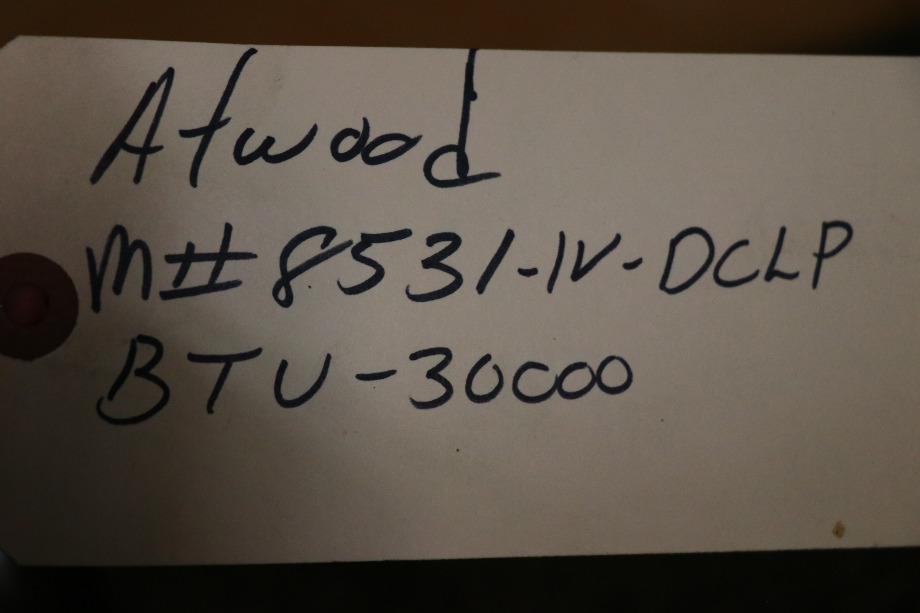 Atwood
M# 8531-IV-DCLP
BTU-30000